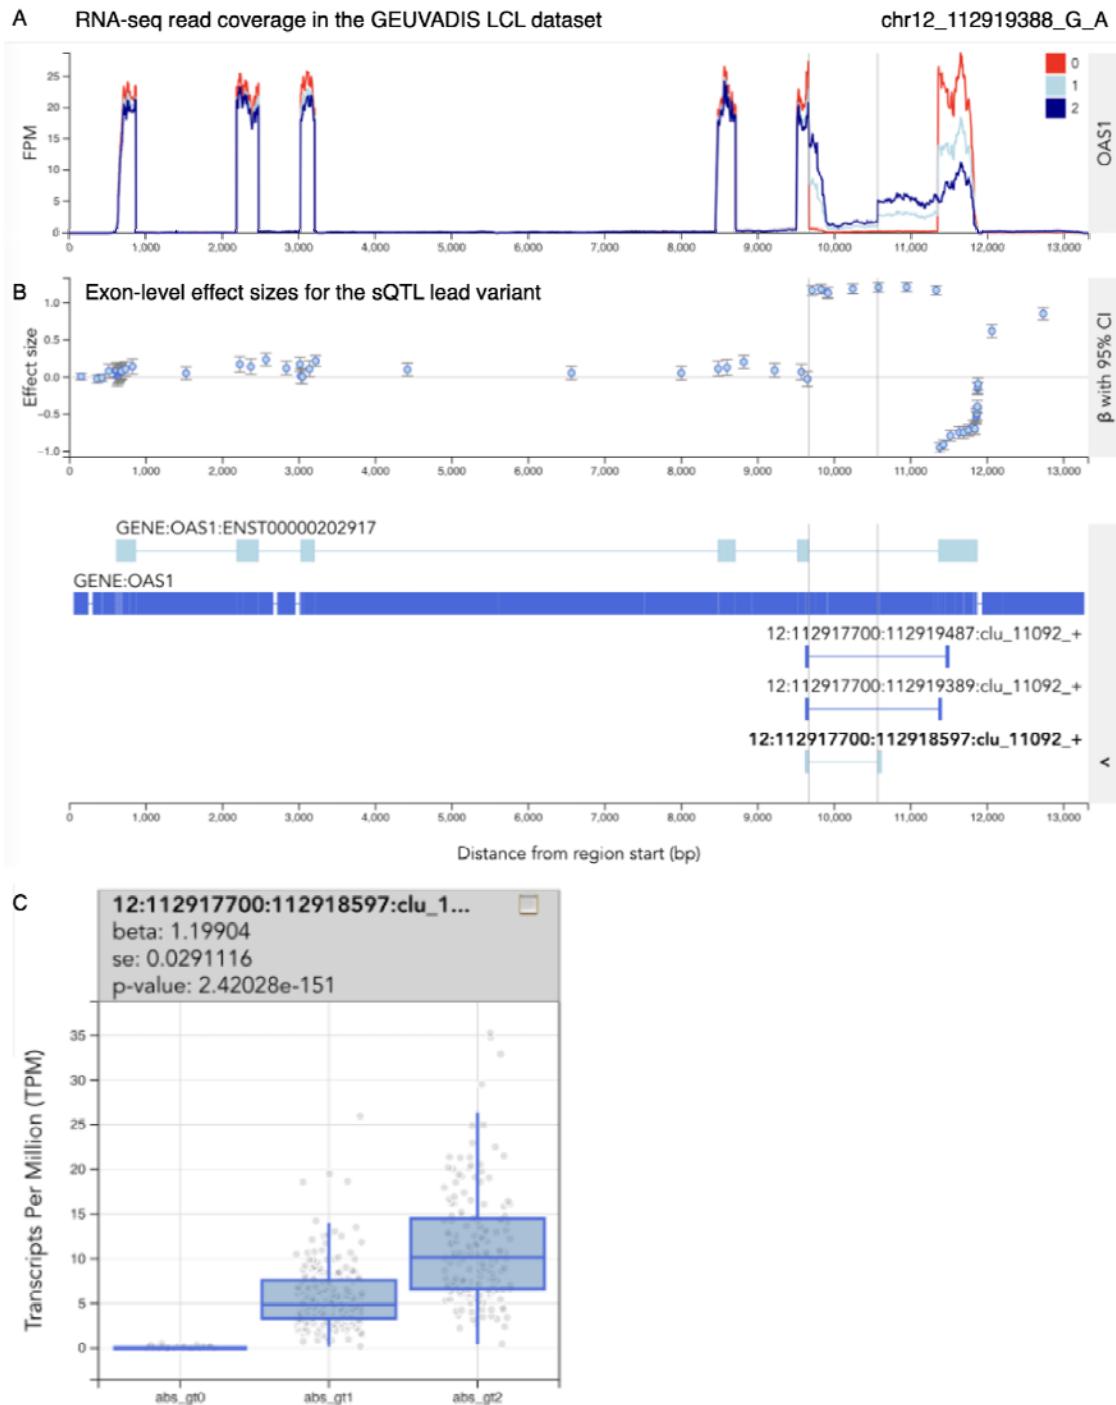 A RNA-seq read coverage in the GEUVADIS LCL dataset chr12_112919388_G_A
25
20
15
10
5
0
FPM
0
1
2
OAS1
0 1,000 2,000 3,000 4,000 5,000 6,000 7,000 8,000 9,000 10,000 11,000 12,000 13,000
B Exon-level effect sizes for the sQTL lead variant
1.0
0.5
0.0
−0.5
−1.0
Effect size
β with 95% CI
0 1,000 2,000 3,000 4,000 5,000 6,000 7,000 8,000 9,000 10,000 11,000 12,000 13,000
GENE:OAS1:ENST00000202917
GENE:OAS1
12:112917700:112919487:clu_11092_+
12:112917700:112919389:clu_11092_+
12:112917700:112918597:clu_11092_+
<
0 1,000 2,000 3,000 4,000 5,000 6,000 7,000 8,000 9,000 10,000 11,000 12,000 13,000
Distance from region start (bp)
C
12:112917700:112918597:clu_1...
beta: 1.19904
se: 0.0291116
p-value: 2.42028e-151
35
30
25
20
15
10
5
0
Transcripts Per Million (TPM)
abs_gt0 abs_gt1 abs_gt2